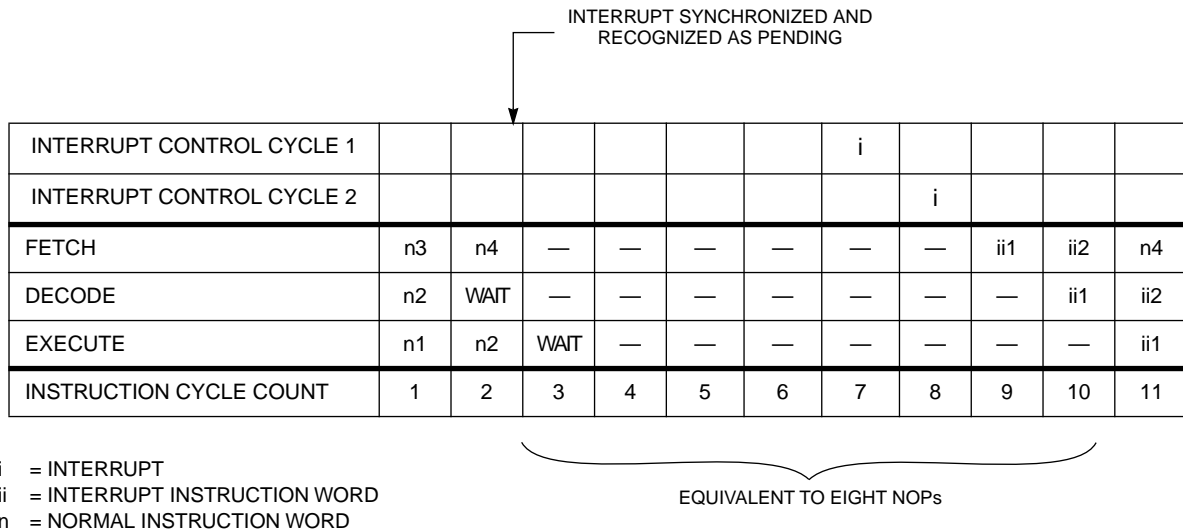 INTERRUPT SYNCHRONIZED AND
RECOGNIZED AS PENDING
INTERRUPT CONTROL CYCLE 1 i
INTERRUPT CONTROL CYCLE 2 i
FETCH n3 n4 — — — — — — ii1 ii2 n4
DECODE n2 WAIT — — — — — — — ii1 ii2
EXECUTE n1 n2 WAIT — — — — — — — ii1
INSTRUCTION CYCLE COUNT 1 2 3 4 5 6 7 8 9 10 11
i = INTERRUPT
ii = INTERRUPT INSTRUCTION WORD
n = NORMAL INSTRUCTION WORD
EQUIVALENT TO EIGHT NOPs